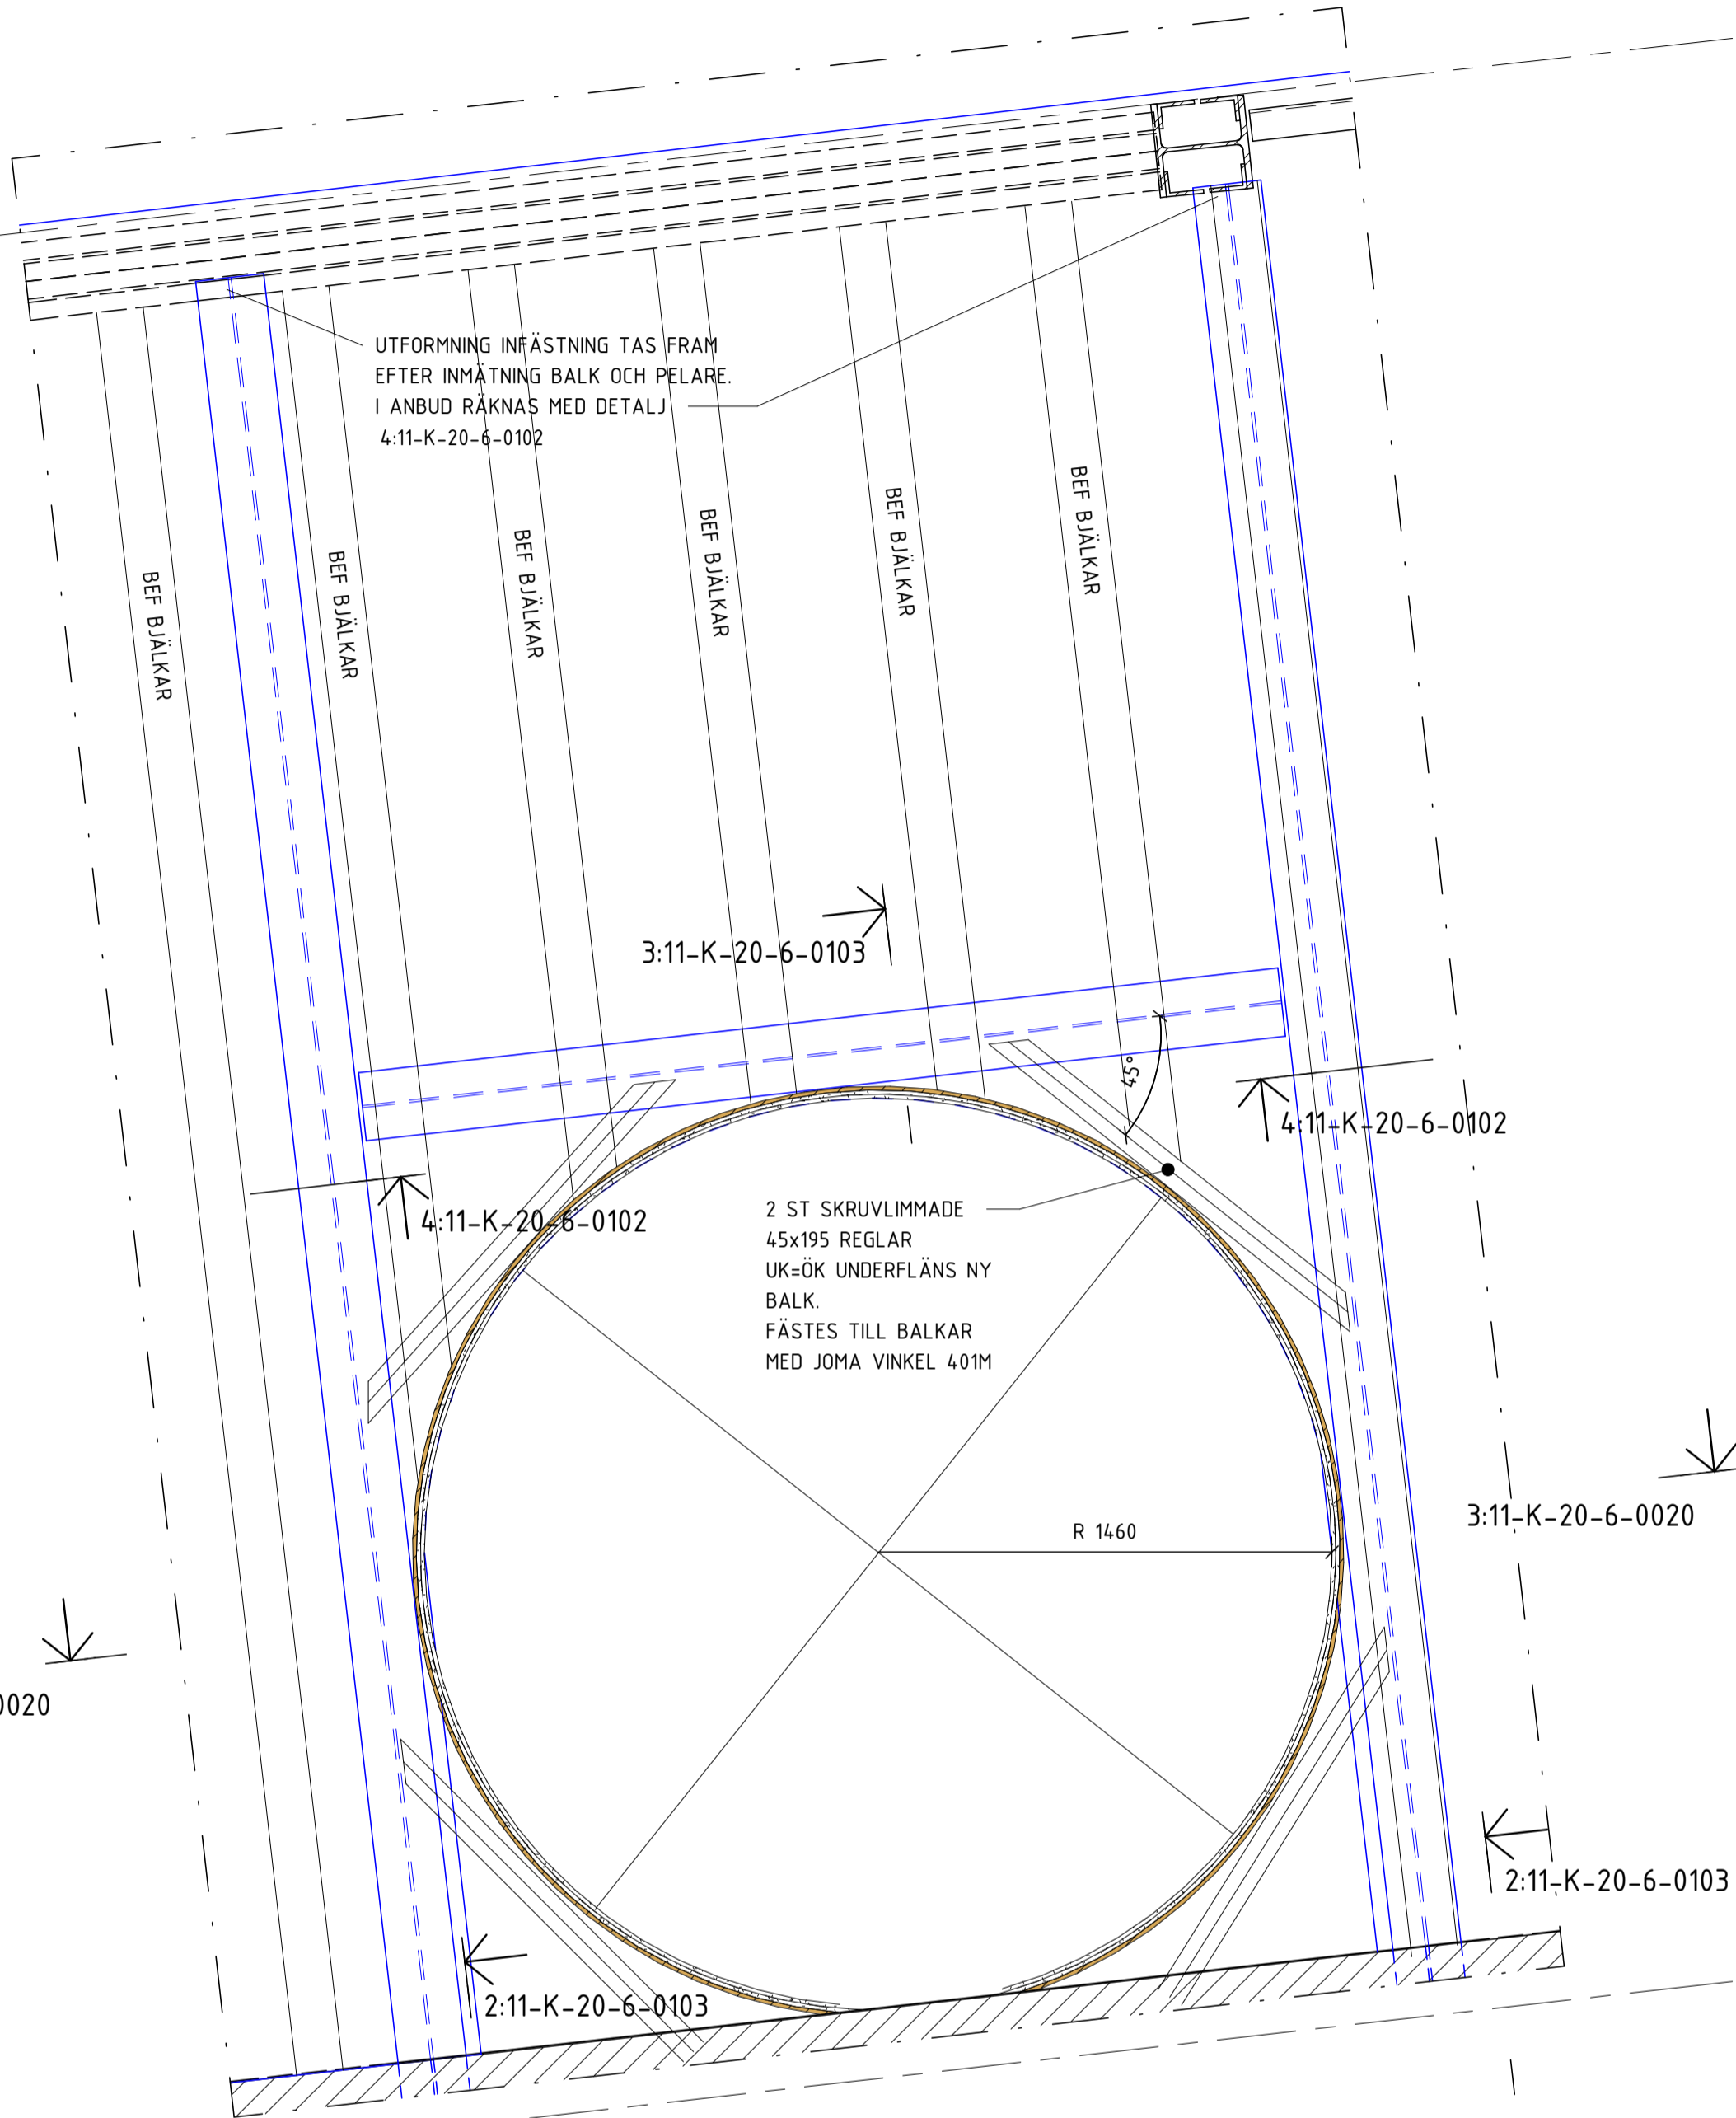 UTFORMNING INFÄSTNING TAS FRAM
EFTER INMÄTNING BALK OCH PELARE.
I ANBUD RÄKNAS MED DETALJ
4:11-K-20-6-0102
BEF BJÄLKAR
BEF BJÄLKAR
BEF BJÄLKAR
BEF BJÄLKAR
BEF BJÄLKAR
BEF BJÄLKAR
3:11-K-20-6-0103
45°
4:11-K-20-6-0102
4:11-K-20-6-0102
2 ST SKRUVLIMMADE
45x195 REGLAR
UK=ÖK UNDERFLÄNS NY
BALK.
FÄSTES TILL BALKAR
MED JOMA VINKEL 401M
R 1460
3:11-K-20-6-0020
0020
2:11-K-20-6-0103
2:11-K-20-6-0103